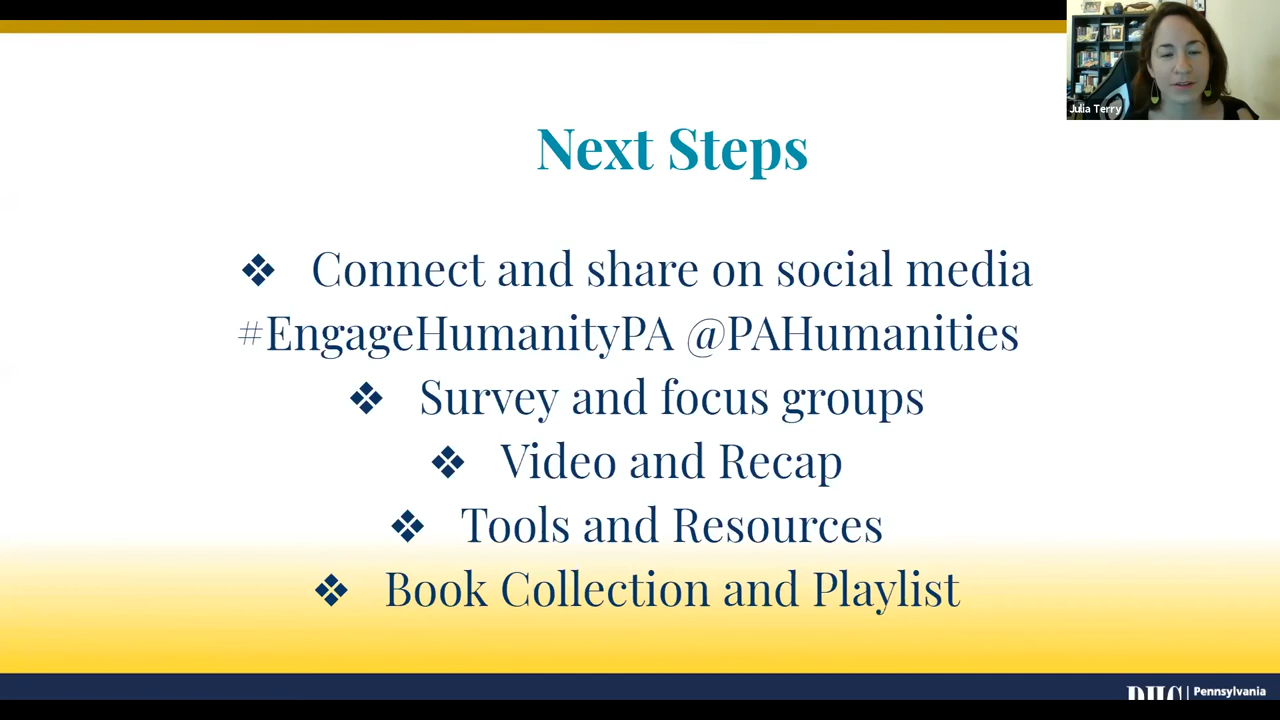 Julia Terry
Next Steps
❖ Connect and share on social media
#EngageHumanityPA @PAHumanities
❖ Survey and focus groups
❖ Video and Recap
❖ Tools and Resources
❖ Book Collection and Playlist
PHC | Pennsylvania